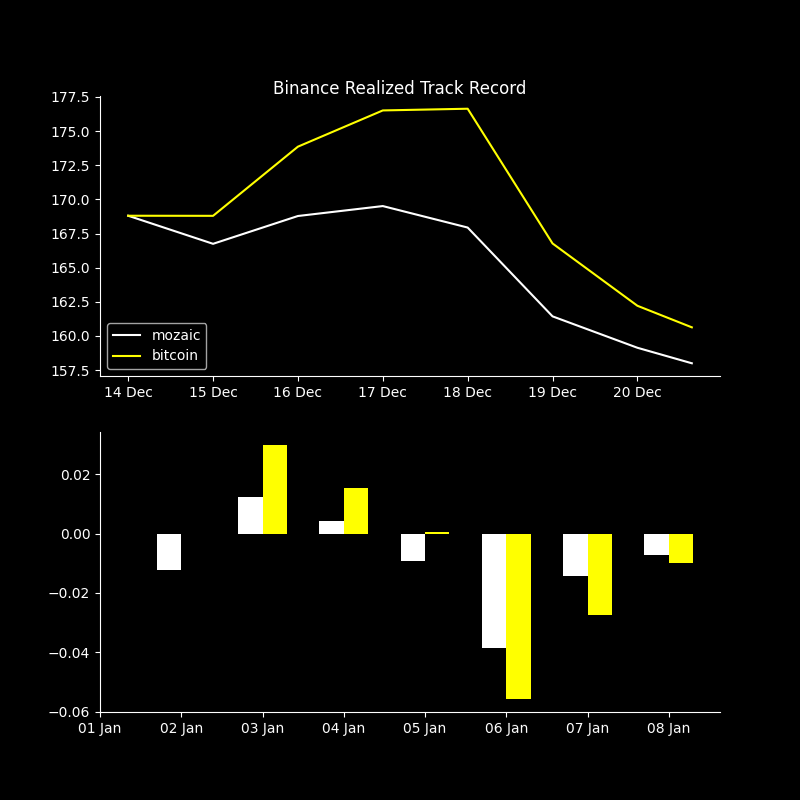 Binance Realized Track Record
177.5
175.0
172.5
170.0
167.5
165.0
162.5
160.0
157.5
mozaic
bitcoin
14 Dec 15 Dec 16 Dec 17 Dec 18 Dec 19 Dec 20 Dec
0.02
0.00
−0.02
−0.04
−0.06
01 Jan 02 Jan 03 Jan 04 Jan 05 Jan 06 Jan 07 Jan 08 Jan